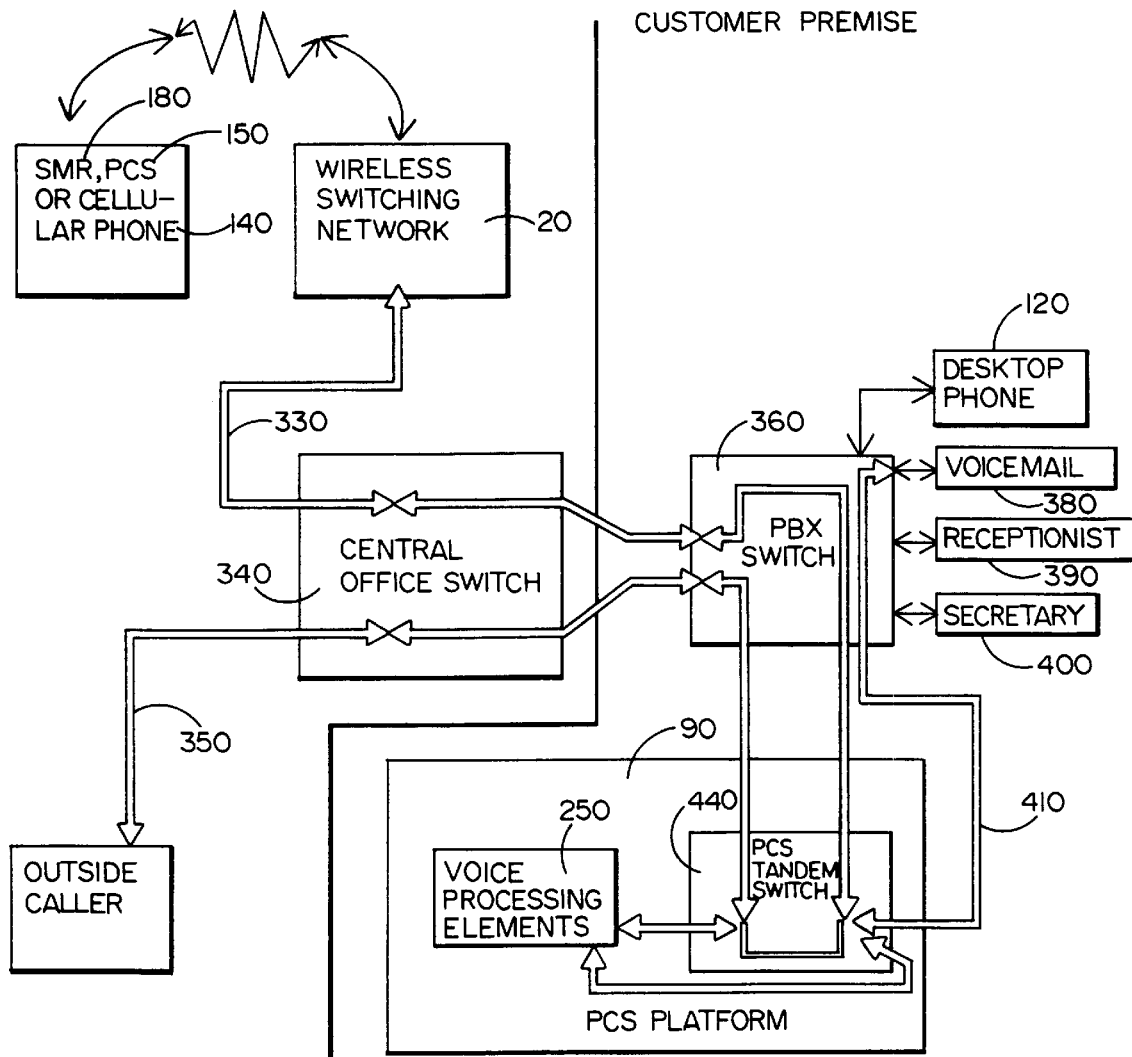 CUSTOMER PREMISE
180
150
SMR, PCS
OR CELLU-
LAR PHONE
140
WIRELESS
SWITCHING
NETWORK
20
120
DESKTOP
PHONE
330
360
VOICEMAIL
380
PBX
SWITCH
RECEPTIONIST
390
340
CENTRAL
OFFICE SWITCH
SECRETARY
400
350
90
410
440
250
PCS
TANDEM
SWITCH
VOICE
PROCESSING
ELEMENTS
OUTSIDE
CALLER
PCS PLATFORM